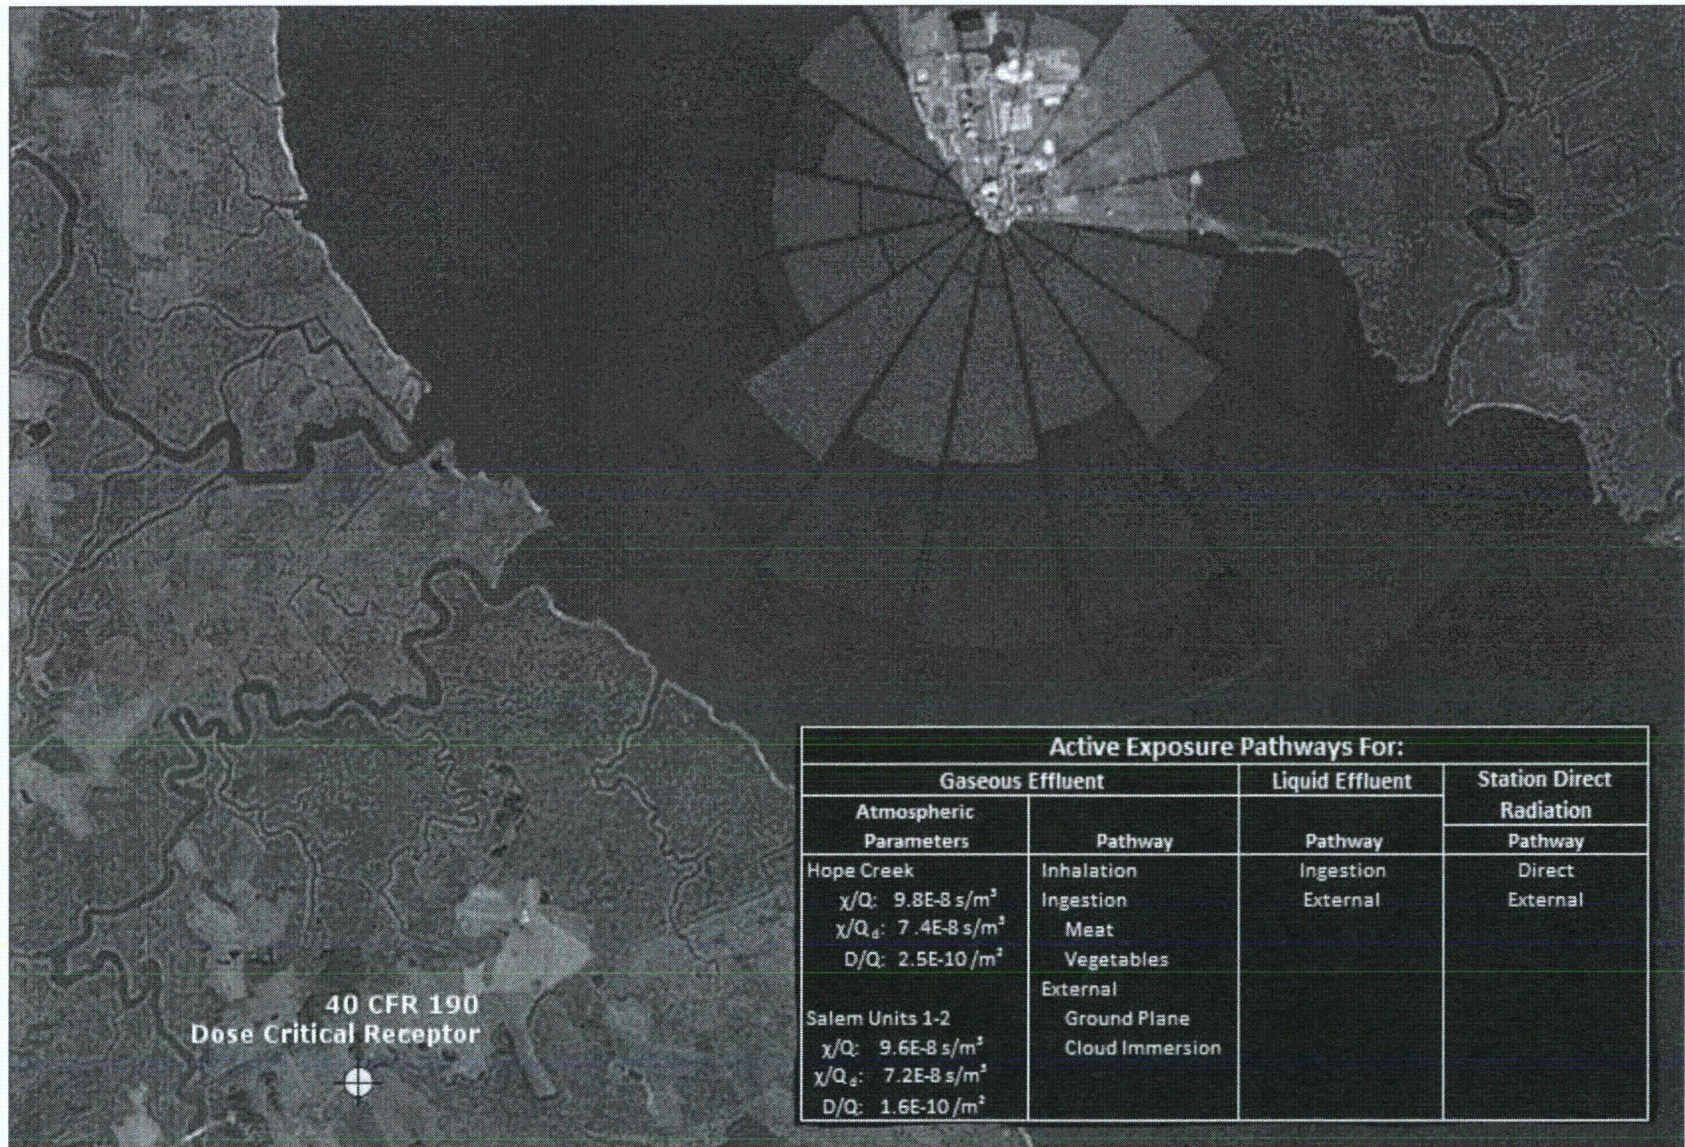 Active Exposure Pathways For:
Gaseous Effluent
Liquid Effluent
Station Direct
Radiation
Atmospheric
Parameters
Pathway
Pathway
Pathway
Hope Creek
χ/Q: 9.8E-8 s/m³
χ/Qd: 7.4E-8 s/m³
D/Q: 2.5E-10 /m²
Salem Units 1-2
χ/Q: 9.6E-8 s/m³
χ/Qd: 7.2E-8 s/m³
D/Q: 1.6E-10 /m²
Inhalation
Ingestion
Meat
Vegetables
External
Ground Plane
Cloud Immersion
Ingestion
External
Direct
External
40 CFR 190
Dose Critical Receptor